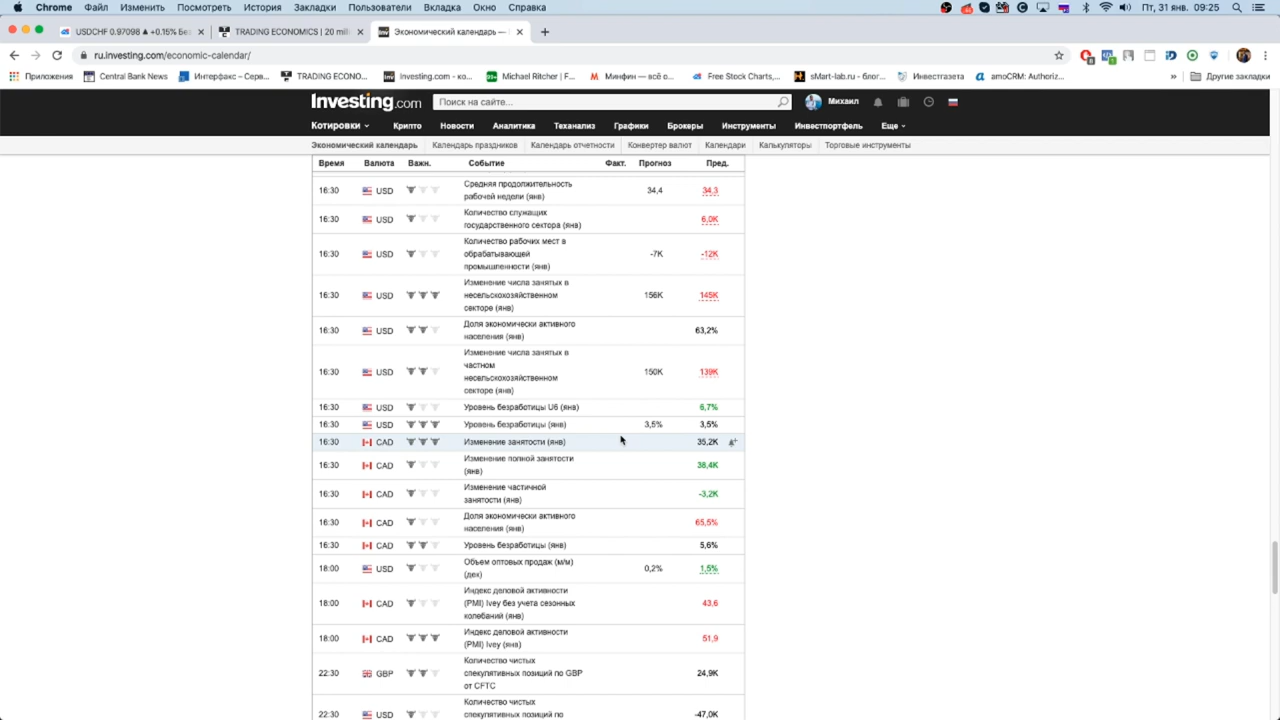 Chrome Файл Изменить Посмотреть История Закладки Пользователи Вкладка Окно Справка Пт, 31 янв. 09:25
USDCHF 0.97098 ▲ +0.15% Без × TRADING ECONOMICS | 20 mil × Экономический календарь — × +
ru.investing.com/economic-calendar/
Приложения Central Bank News Интерфакс – Серв... TRADING ECONO... Investing.com - ко... Michael Ritcher | F... Минфин — всё о... Free Stock Charts,... sMart-lab.ru - блог... Инвестгазета amoCRM: Authoriz... » Другие закладки
Investing.com Поиск на сайте... Михаил
Котировки Крипто Новости Аналитика Теханализ Графики Брокеры Инструменты Инвестпортфель Еще
Экономический календарь Календарь праздников Календарь отчетности Конвертер валют Календари Калькуляторы Торговые инструменты
Время Валюта Важн. Событие Факт. Прогноз Пред.
16:30 USD Средняя продолжительность рабочей недели (янв) 34,4 34,3
16:30 USD Количество служащих государственного сектора (янв) 6,0K
16:30 USD Количество рабочих мест в обрабатывающей промышленности (янв) -7K -12K
16:30 USD Изменение числа занятых в несельскохозяйственном секторе (янв) 156K 145K
16:30 USD Доля экономически активного населения (янв) 63,2%
16:30 USD Изменение числа занятых в частном несельскохозяйственном секторе (янв) 150K 139K
16:30 USD Уровень безработицы U6 (янв) 6,7%
16:30 USD Уровень безработицы (янв) 3,5% 3,5%
16:30 CAD Изменение занятости (янв) 35,2K
16:30 CAD Изменение полной занятости (янв) 38,4K
16:30 CAD Изменение частичной занятости (янв) -3,2K
16:30 CAD Доля экономически активного населения (янв) 65,5%
16:30 CAD Уровень безработицы (янв) 5,6%
18:00 USD Объем оптовых продаж (м/м) (дек) 0,2% 1,5%
18:00 CAD Индекс деловой активности (PMI) Ivey без учета сезонных колебаний (янв) 43,6
18:00 CAD Индекс деловой активности (PMI) Ivey (янв) 51,9
22:30 GBP Количество чистых спекулятивных позиций по GBP от CFTC 24,9K
22:30 USD Количество чистых спекулятивных позиций по -47,0K